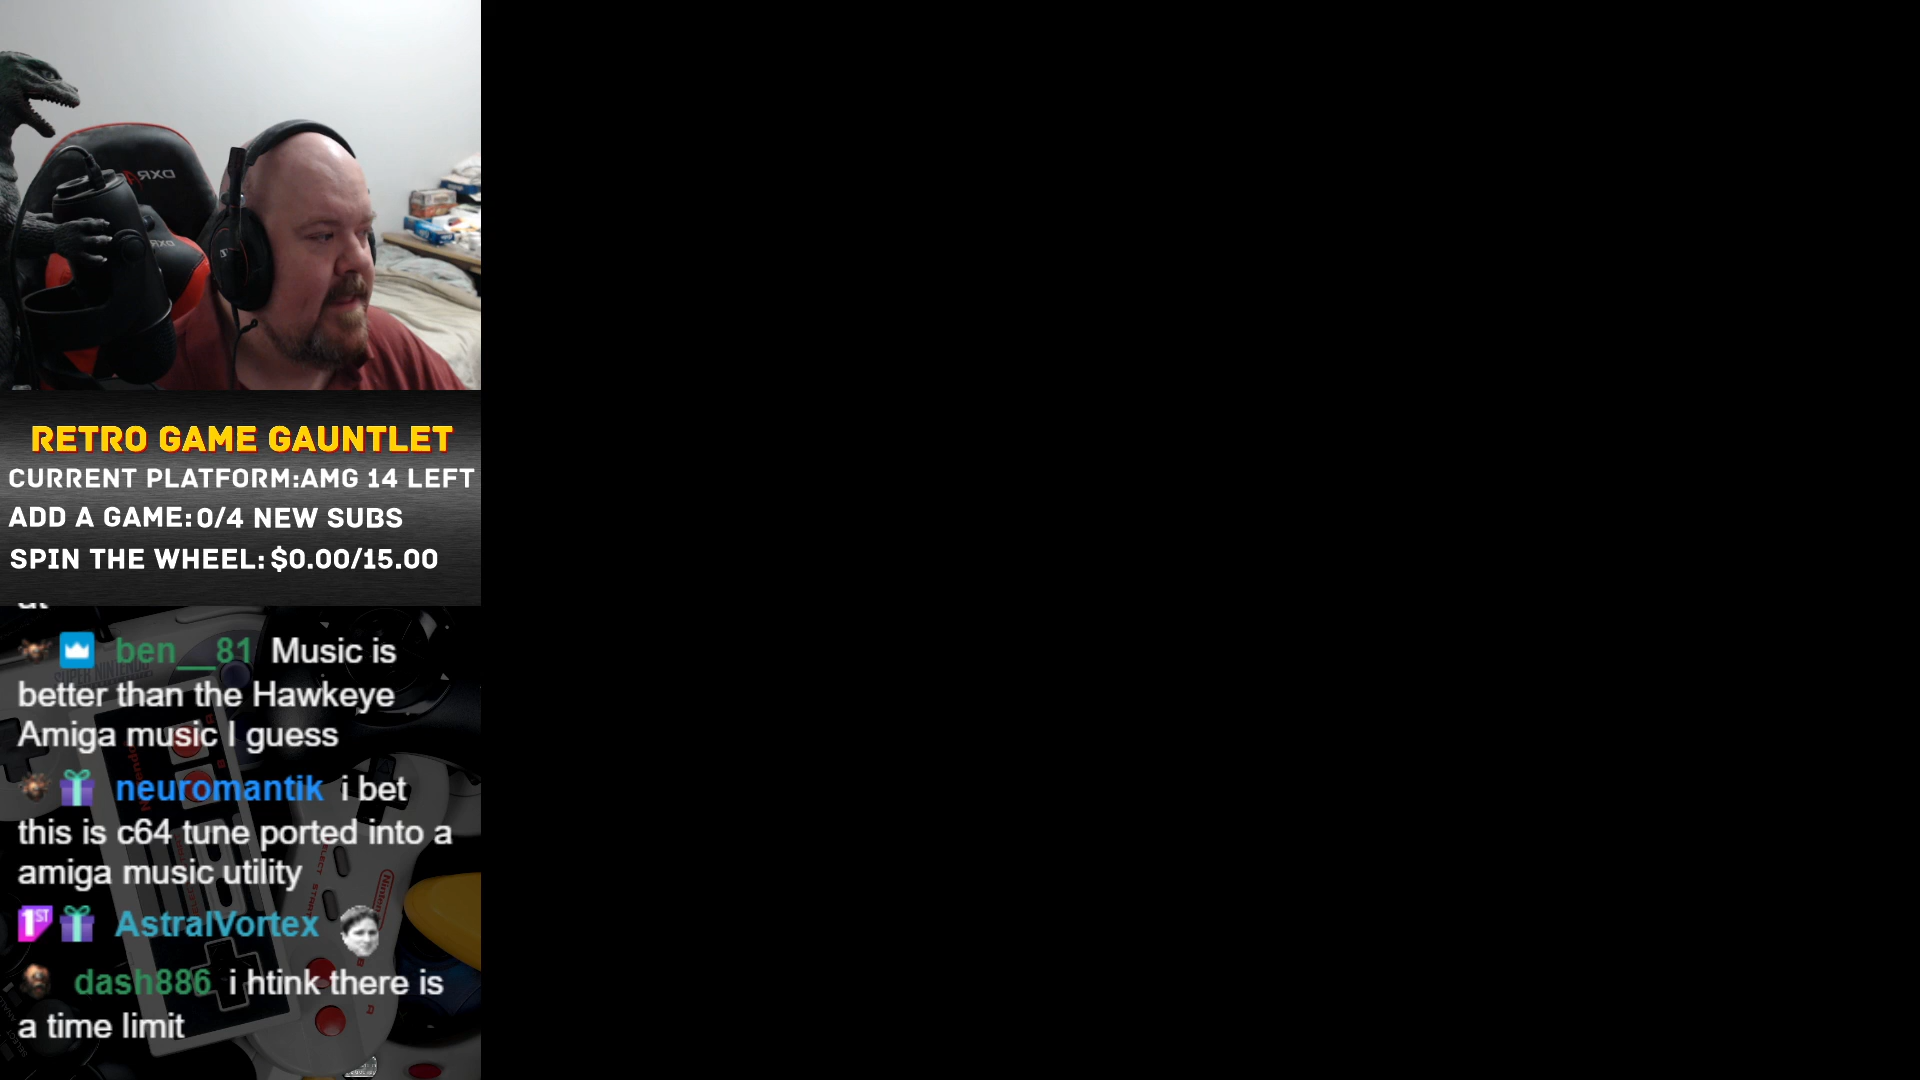 RETRO GAME GAUNTLET
CURRENT PLATFORM:AMG 14 LEFT
ADD A GAME: 0/4 NEW SUBS
SPIN THE WHEEL: $0.00/15.00
ben__81 Music is
better than the Hawkeye
Amiga music I guess
neuromantik i bet
this is c64 tune ported into a
amiga music utility
1ST AstralVortex
dash886 i htink there is
a time limit